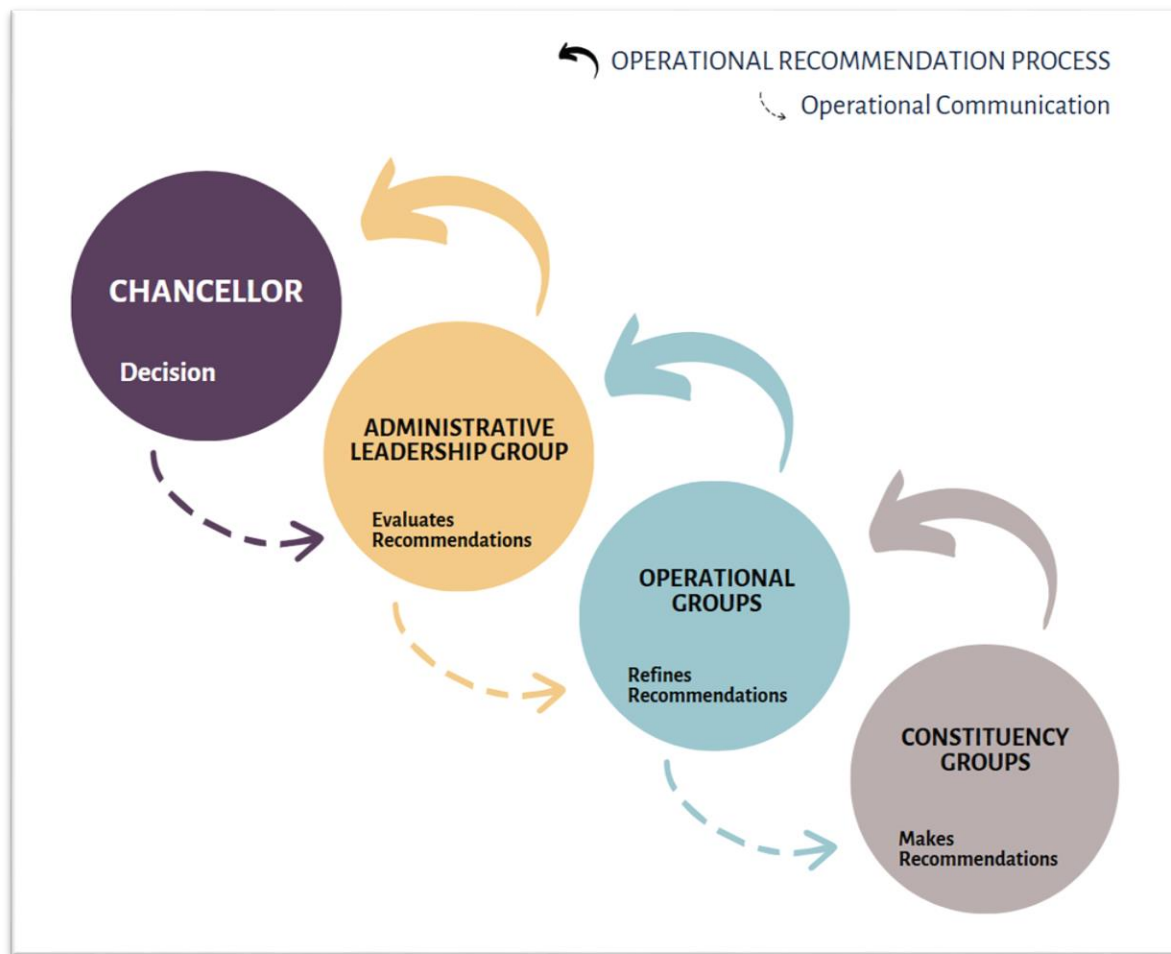 OPERATIONAL RECOMMENDATION PROCESS
Operational Communication
CHANCELLOR
Decision
ADMINISTRATIVE
LEADERSHIP GROUP
Evaluates
Recommendations
OPERATIONAL
GROUPS
Refines
Recommendations
CONSTITUENCY
GROUPS
Makes
Recommendations